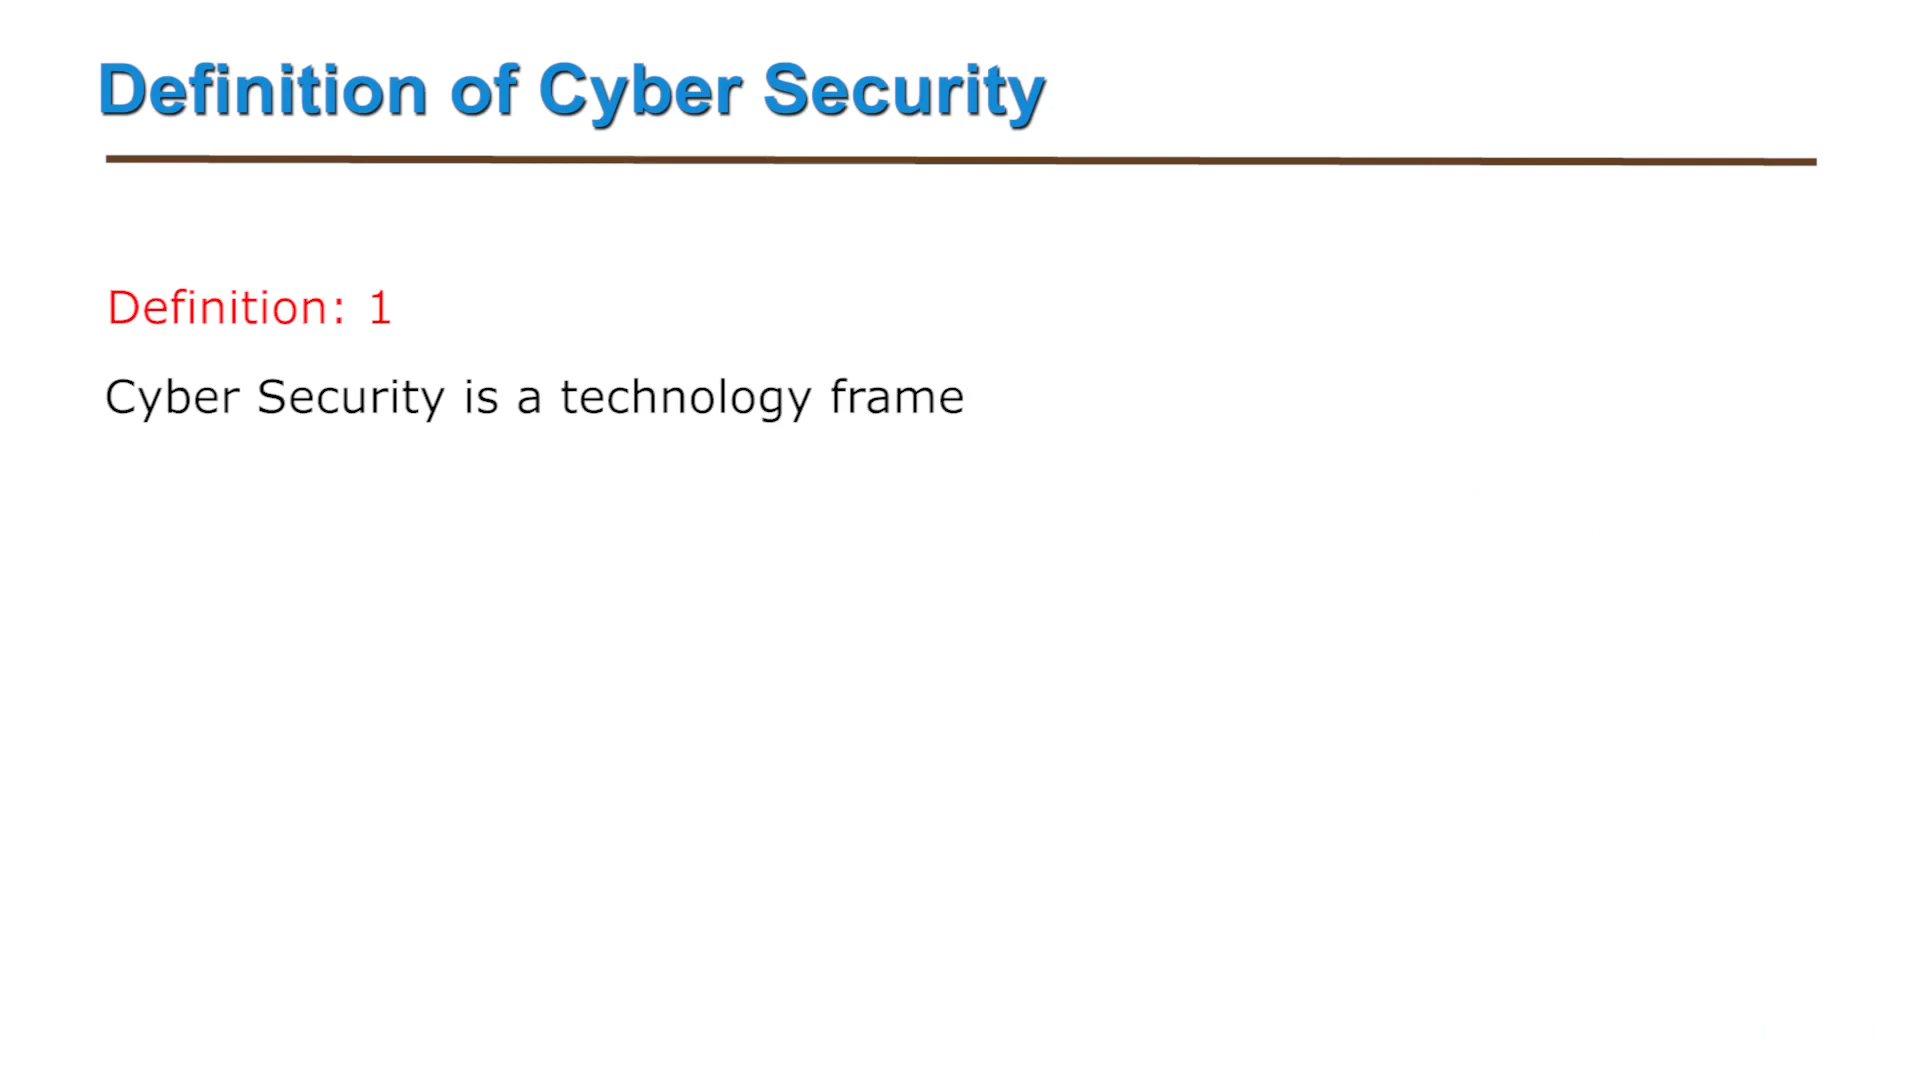 Definition of Cyber Security
Definition: 1
Cyber Security is a technology frame